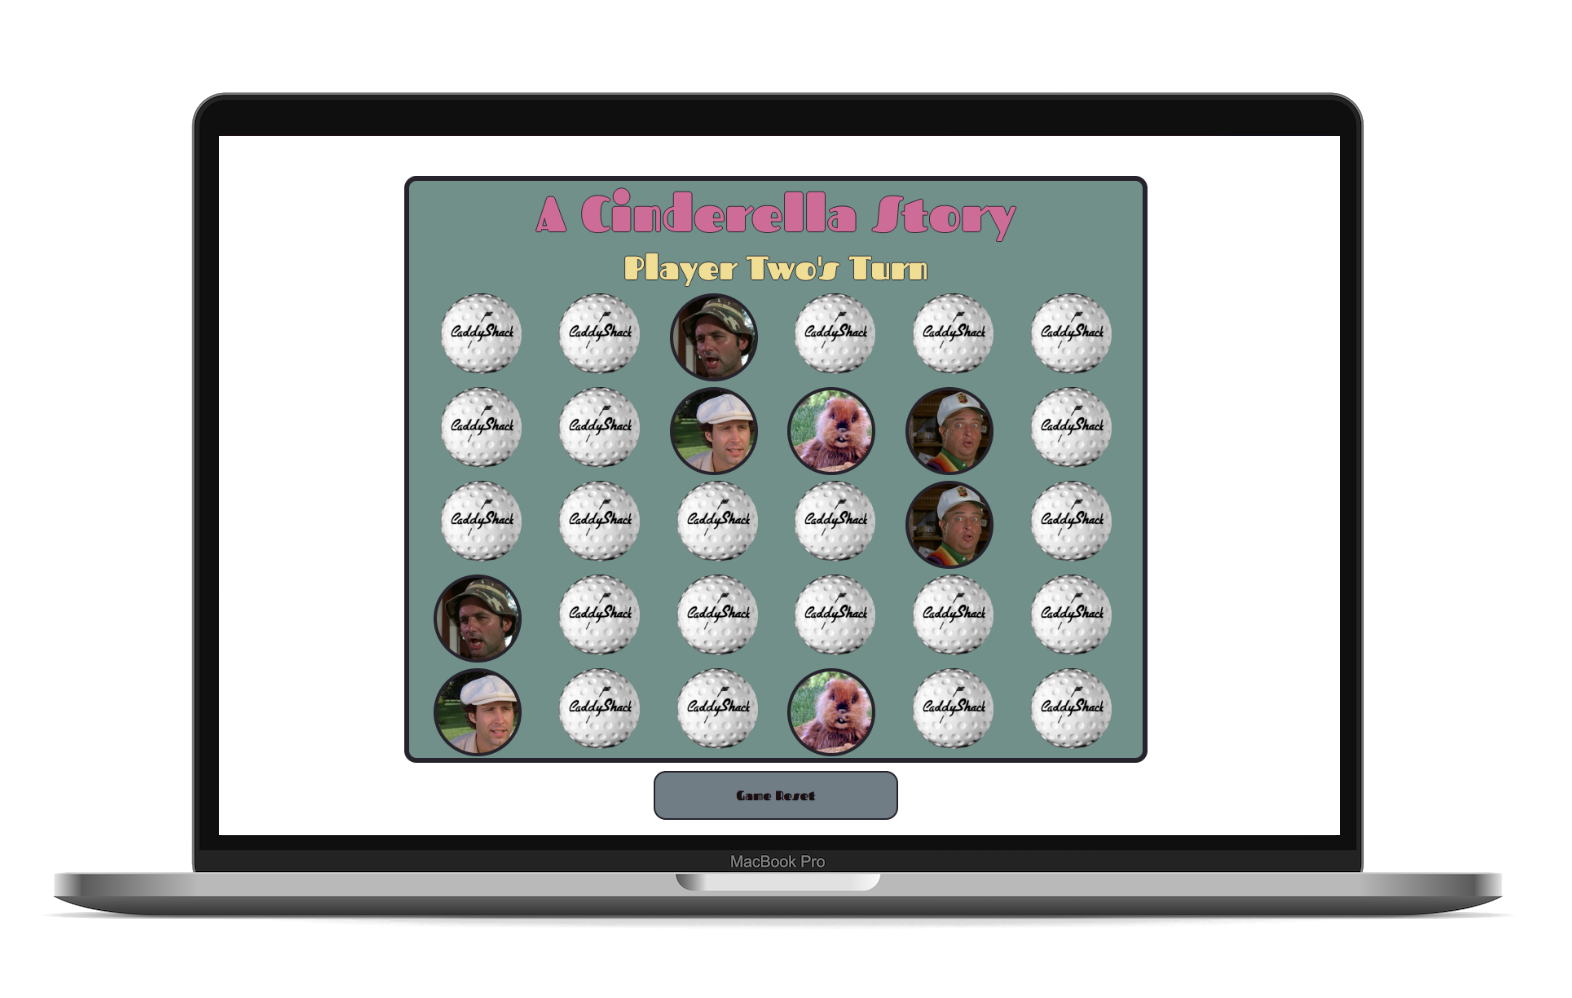 A Cinderella Story
Player Two's Turn
CaddyShack CaddyShack CaddyShack CaddyShack CaddyShack
CaddyShack CaddyShack CaddyShack
CaddyShack CaddyShack CaddyShack CaddyShack CaddyShack
CaddyShack CaddyShack CaddyShack CaddyShack CaddyShack
CaddyShack CaddyShack CaddyShack CaddyShack
Game Reset
MacBook Pro